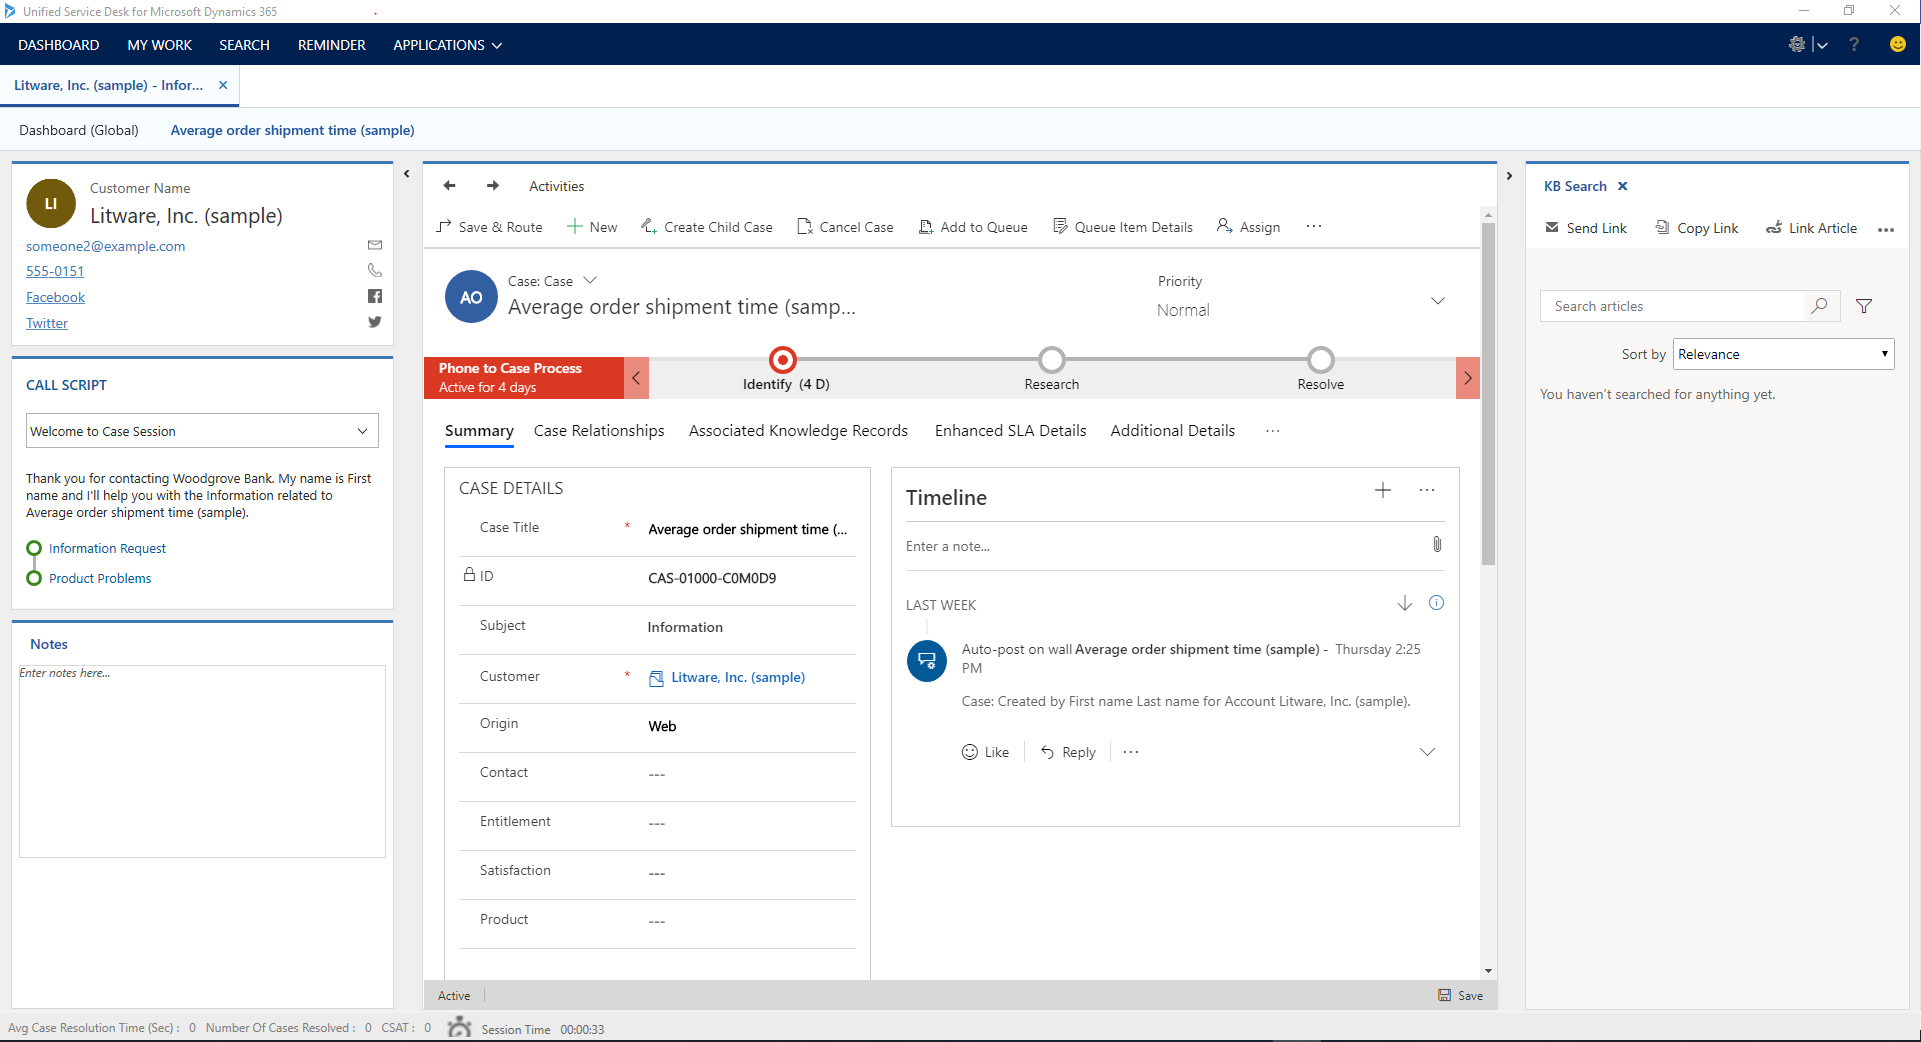 Unified Service Desk for Microsoft Dynamics 365
DASHBOARD MY WORK SEARCH REMINDER APPLICATIONS
?
Litware, Inc. (sample) - Infor...
Dashboard (Global) Average order shipment time (sample)
LI
Customer Name
Litware, Inc. (sample)
someone2@example.com
555-0151
Facebook
Twitter
CALL SCRIPT
Welcome to Case Session
Thank you for contacting Woodgrove Bank. My name is First
name and I'll help you with the Information related to
Average order shipment time (sample).
Information Request
Product Problems
Notes
Enter notes here...
Activities
Save & Route New Create Child Case Cancel Case Add to Queue Queue Item Details Assign ...
AO
Case: Case
Average order shipment time (samp...
Priority
Normal
Phone to Case Process
Active for 4 days
Identify (4 D)
Research
Resolve
Summary Case Relationships Associated Knowledge Records Enhanced SLA Details Additional Details ...
CASE DETAILS
Case Title * Average order shipment time (...
ID CAS-01000-C0M0D9
Subject Information
Customer * Litware, Inc. (sample)
Origin Web
Contact ---
Entitlement ---
Satisfaction ---
Product ---
Timeline
Enter a note...
LAST WEEK
Auto-post on wall Average order shipment time (sample) - Thursday 2:25
PM
Case: Created by First name Last name for Account Litware, Inc. (sample).
Like Reply ...
Active
Save
KB Search
Send Link Copy Link Link Article ...
Search articles
Sort by Relevance
You haven't searched for anything yet.
Avg Case Resolution Time (Sec) : 0 Number Of Cases Resolved : 0 CSAT : 0 Session Time 00:00:33